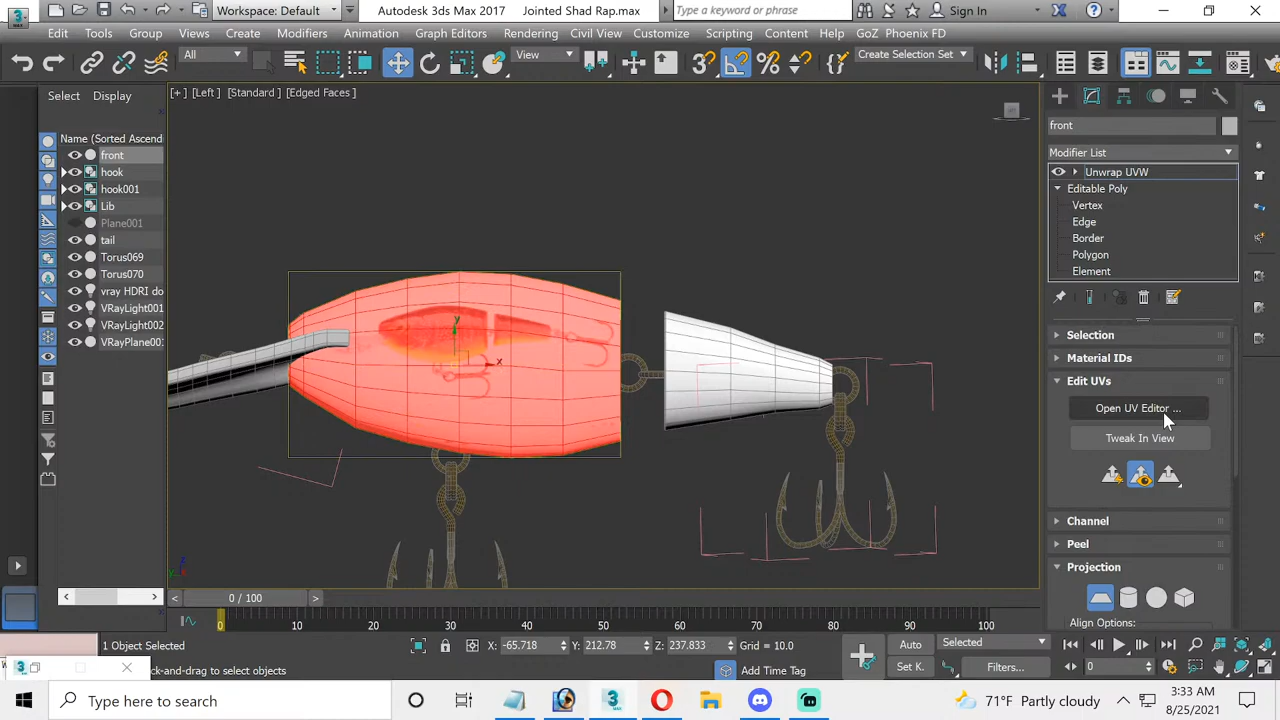 Workspace: Default
Autodesk 3ds Max 2017
Jointed Shad Rap.max
Type a keyword or phrase
Sign In
Edit
Tools
Group
Views
Create
Modifiers
Animation
Graph Editors
Rendering
Civil View
Customize
Scripting
Content
Help
GoZ
Phoenix FD
All
View
Create Selection Set
Select
Display
[+] [Left] [Standard] [Edged Faces]
Name (Sorted Ascend
front
hook
hook001
Lib
Plane001
tail
Torus069
Torus070
vray HDRI do
VRayLight001
VRayLight002
VRayPlane001
front
Modifier List
Unwrap UVW
Editable Poly
Vertex
Edge
Border
Polygon
Element
Selection
Material IDs
Edit UVs
Open UV Editor ...
Tweak In View
Channel
Peel
Projection
Align Options:
y
x
z
y
0 / 100
0 10 20 30 40 50 60 70 80 90 100
1 Object Selected
X: -65.718
Y: 212.78
Z: 237.833
Grid = 10.0
Auto
Selected
ck-and-drag to select objects
Add Time Tag
Set K.
Filters...
0
Type here to search
71°F Partly cloudy
3:33 AM
8/25/2021